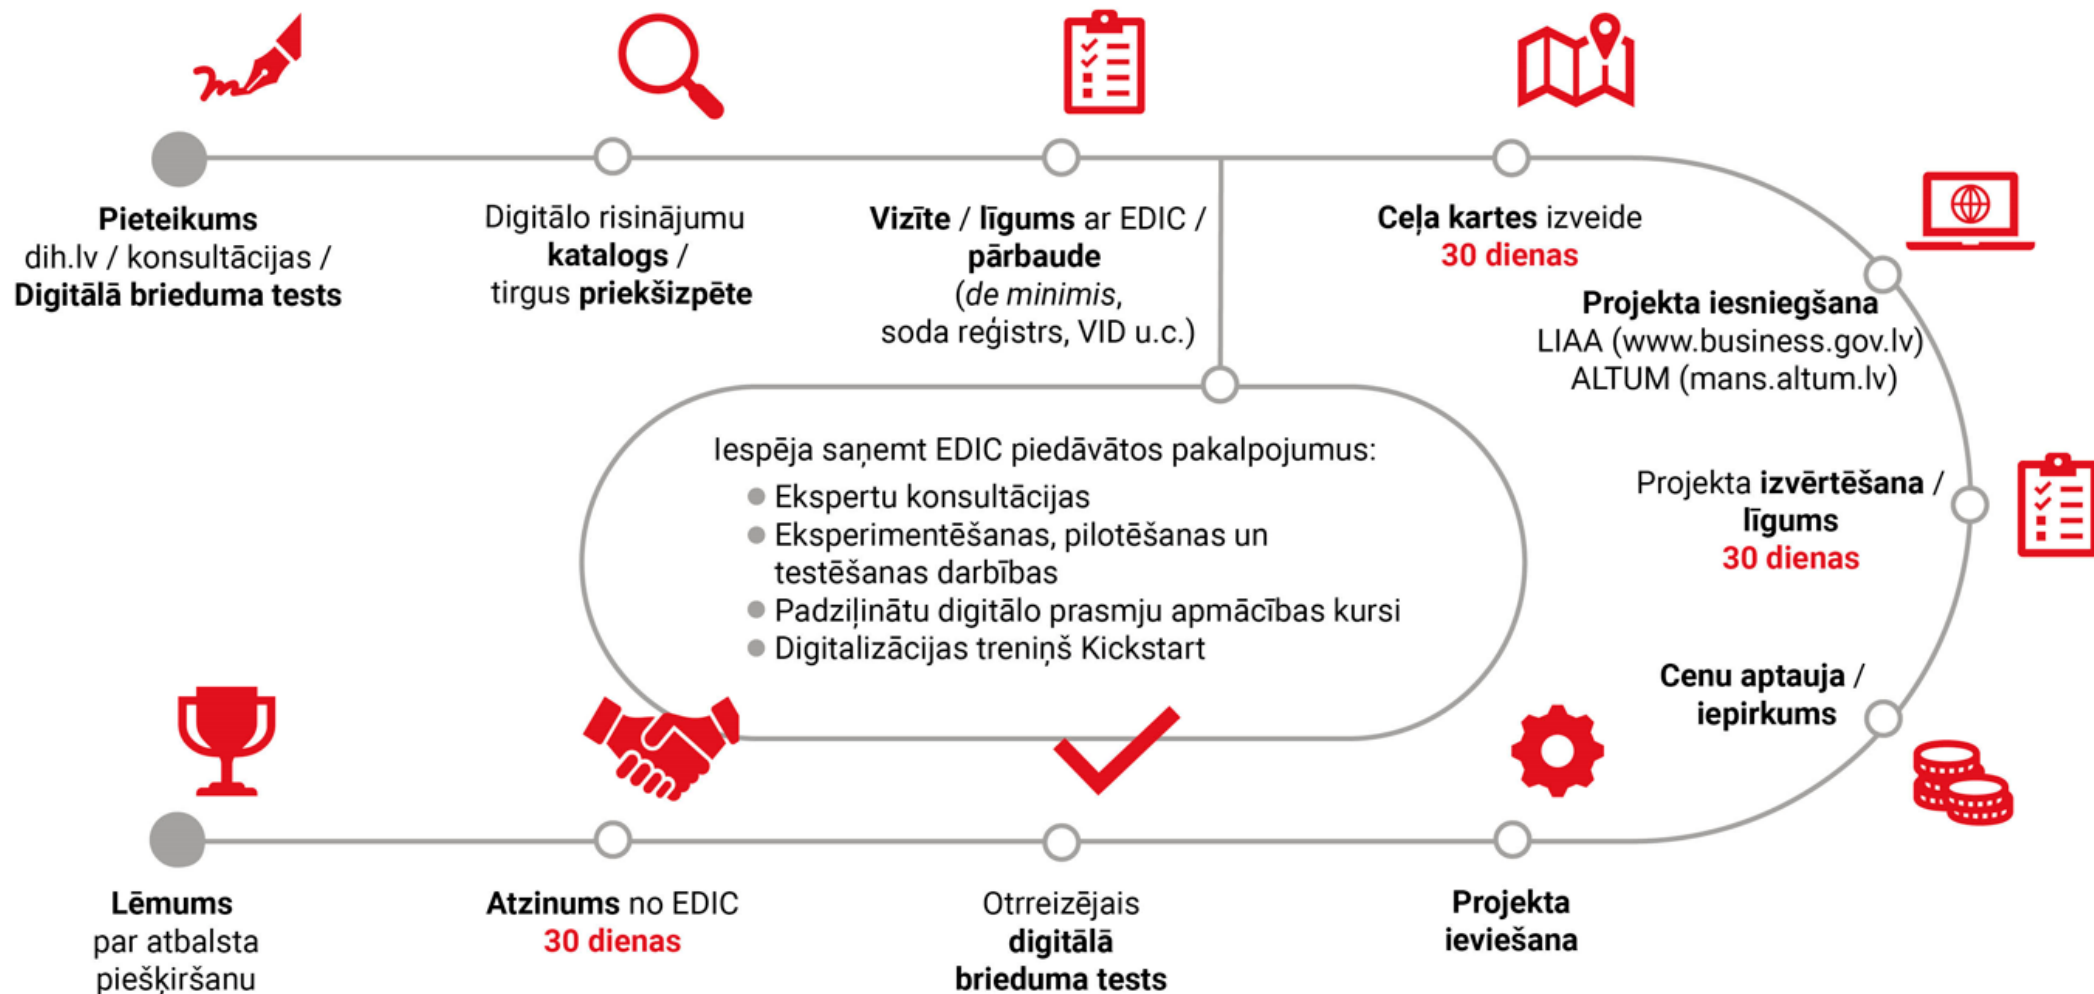 Pieteikums
dih.lv / konsultācijas /
Digitālā brieduma tests
Digitālo risinājumu
katalogs /
tirgus priekšizpēte
Vizīte / līgums ar EDIC /
pārbaude
(de minimis,
soda reģistrs, VID u.c.)
Ceļa kartes izveide
30 dienas
Projekta iesniegšana
LIAA (www.business.gov.lv)
ALTUM (mans.altum.lv)
Iespēja saņemt EDIC piedāvātos pakalpojumus:
Ekspertu konsultācijas
Eksperimentēšanas, pilotēšanas un
testēšanas darbības
Padziļinātu digitālo prasmju apmācības kursi
Digitalizācijas treniņš Kickstart
Projekta izvērtēšana /
līgums
30 dienas
Cenu aptauja /
iepirkums
Projekta
ieviešana
Otrreizējais
digitālā
brieduma tests
Atzinums no EDIC
30 dienas
Lēmums
par atbalsta
piešķiršanu